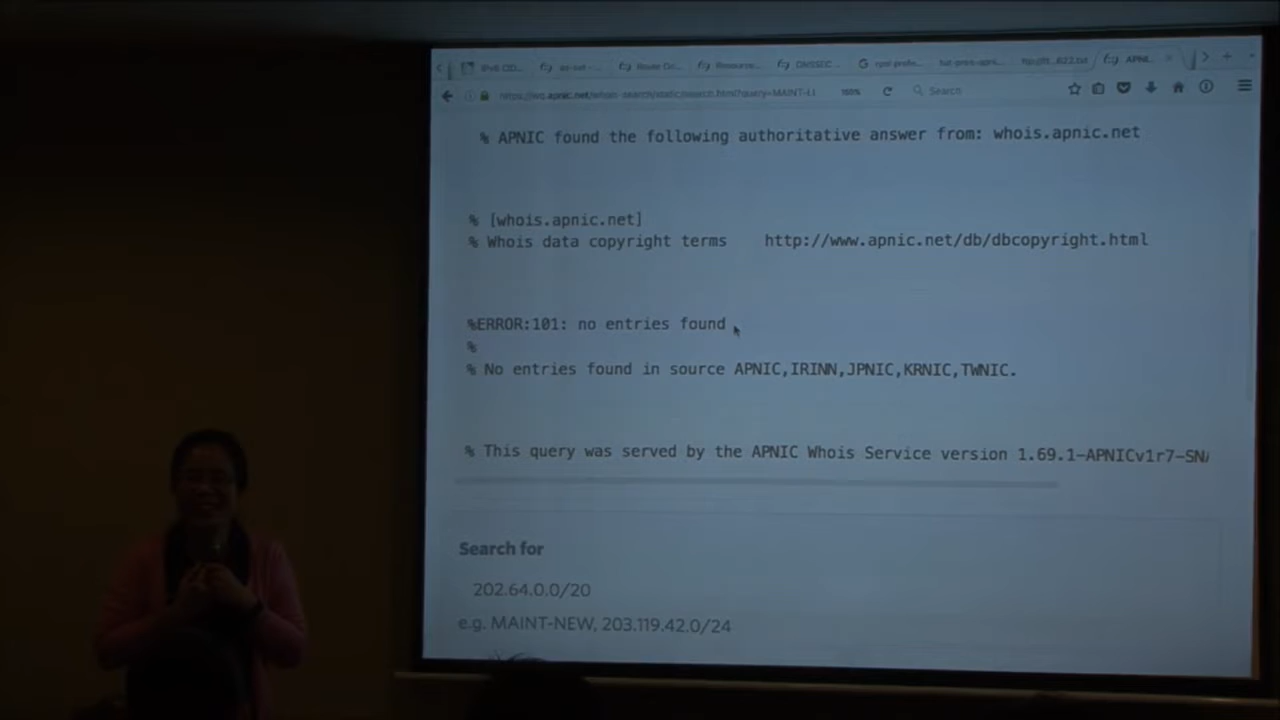 Resource...
DNSSEC ...
Search
% APNIC found the following authoritative answer from: whois.apnic.net
% [whois.apnic.net]
% Whois data copyright terms http://www.apnic.net/db/dbcopyright.html
%ERROR:101: no entries found
%
% No entries found in source APNIC,IRINN,JPNIC,KRNIC,TWNIC.
% This query was served by the APNIC Whois Service version 1.69.1-APNICv1r7-SN
Search for
202.64.0.0/20
e.g. MAINT-NEW, 203.119.42.0/24